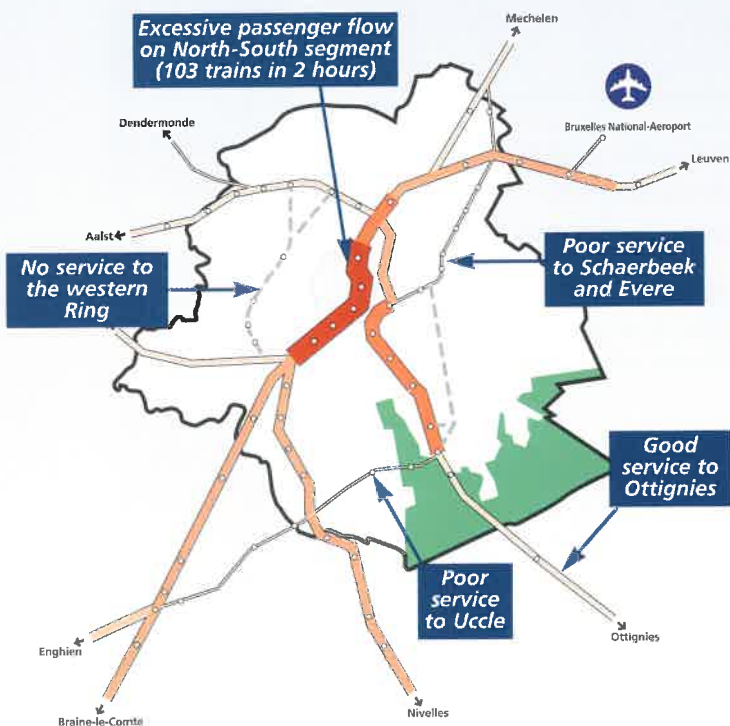 Excessive passenger flow
on North-South segment
(103 trains in 2 hours)
Mechelen
Dendermonde
Bruxelles National-Aeroport
Leuven
Aalst
No service to
the western
Ring
Poor service
to Schaerbeek
and Evere
Good
service to
Ottignies
Poor
service
to Uccle
Ottignies
Enghien
Braine-le-Comte
Nivelles